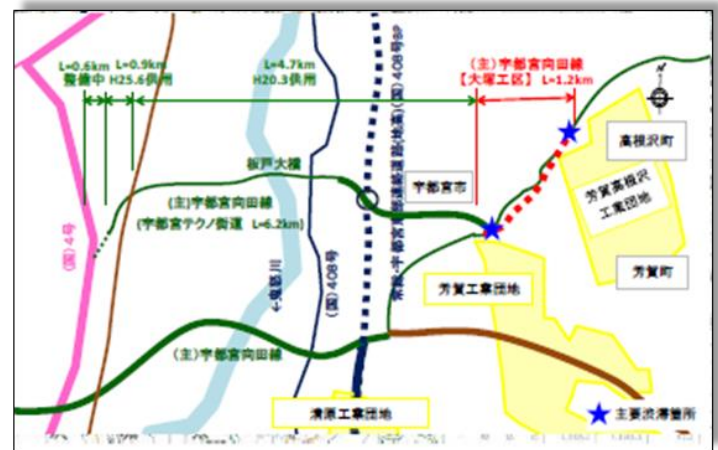 L=0.6km
整備中
L=0.9km
H25.6供用
L=4.7km
H20.3供用
(主)宇都宮向田線
【大塚工区】 L=1.2km
N
高根沢町
芳賀高根沢
工業団地
芳賀町
宇都宮市
板戸大橋
(主)宇都宮向田線
(宇都宮テクノ街道 L=6.2km)
(国)4号
←鬼怒川
(国)408号
(国)408号BP
芳賀工業団地
(主)宇都宮向田線
清原工業団地
主要渋滞箇所